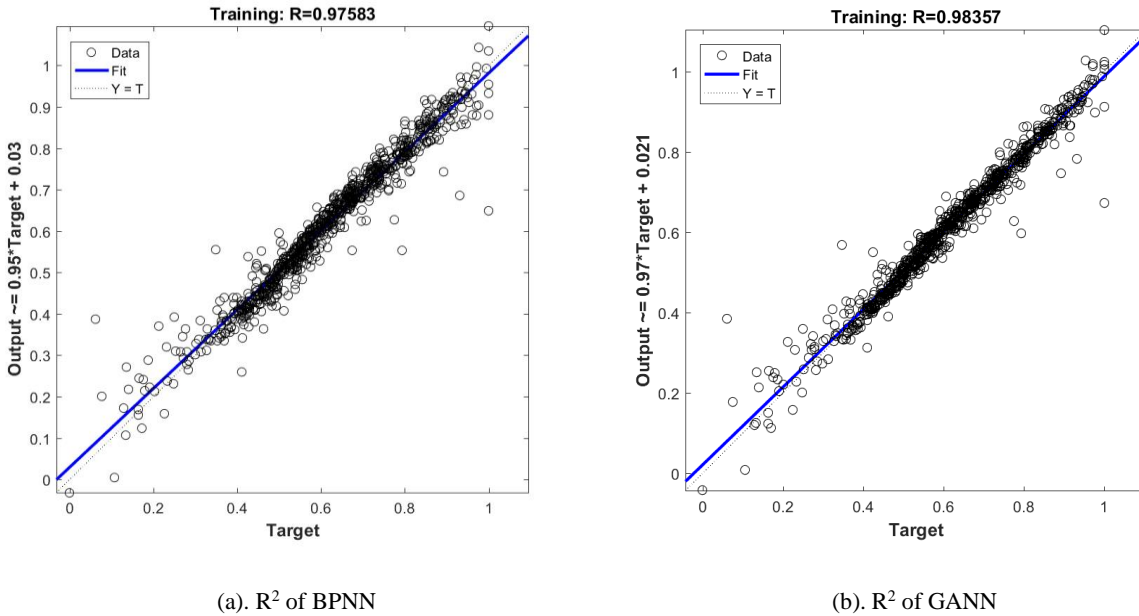 Training: R=0.97583
Data
Fit
Y = T
Output ~= 0.95*Target + 0.03
1
0.9
0.8
0.7
0.6
0.5
0.4
0.3
0.2
0.1
0
0 0.2 0.4 0.6 0.8 1
Target
(a). R² of BPNN
Training: R=0.98357
Data
Fit
Y = T
Output ~= 0.97*Target + 0.021
1
0.8
0.6
0.4
0.2
0
0 0.2 0.4 0.6 0.8 1
Target
(b). R² of GANN